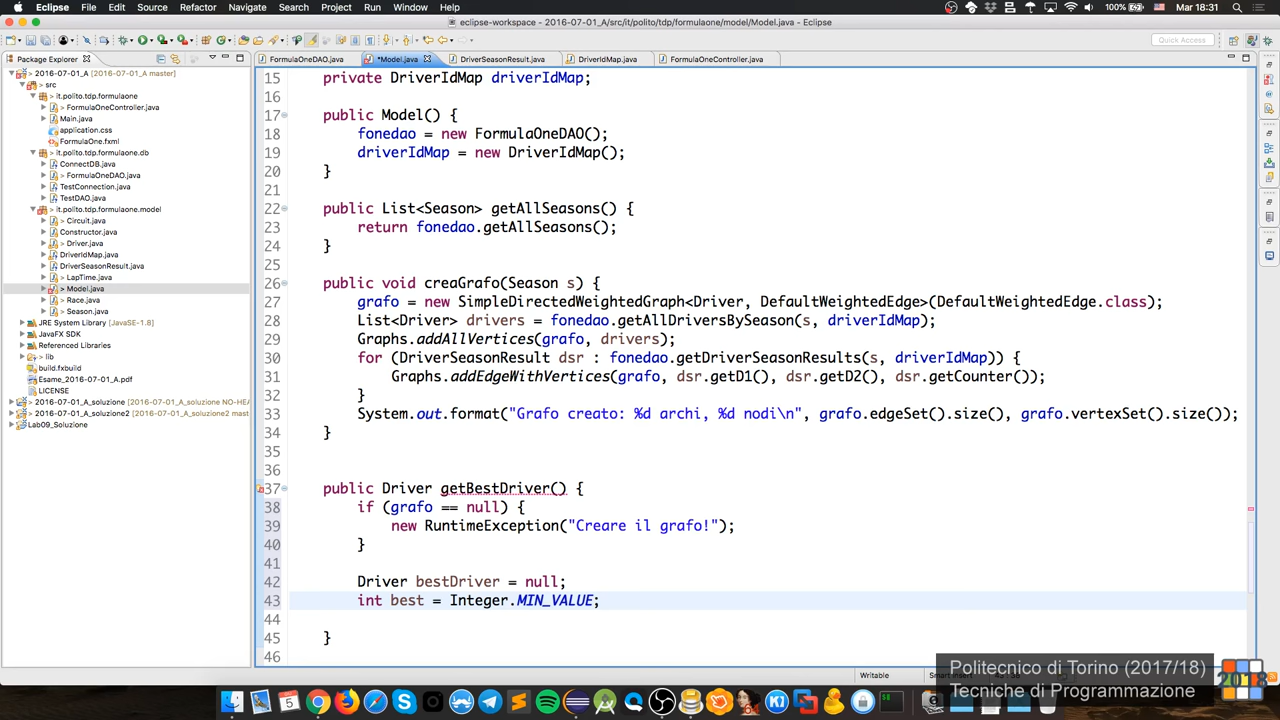 Eclipse File Edit Source Refactor Navigate Search Project Run Window Help 100% Mar 18:31
eclipse-workspace - 2016-07-01_A/src/it/polito/tdp/formulaone/model/Model.java - Eclipse
Quick Access
Package Explorer
2016-07-01_A [2016-07-01_A master]
> src
it.polito.tdp.formulaone
> FormulaOneController.java
> Main.java
application.css
FormulaOne.fxml
it.polito.tdp.formulaone.db
> ConnectDB.java
> FormulaOneDAO.java
TestConnection.java
> TestDAO.java
> it.polito.tdp.formulaone.model
> Circuit.java
> Constructor.java
> Driver.java
DriverIdMap.java
DriverSeasonResult.java
> LapTime.java
> Model.java
> Race.java
> Season.java
JRE System Library [JavaSE-1.8]
JavaFX SDK
Referenced Libraries
> lib
build.fxbuild
Esame_2016-07-01_A.pdf
LICENSE
> 2016-07-01_A_soluzione [2016-07-01_A_soluzione NO-HEA
> 2016-07-01_A_soluzione2 [2016-07-01_A_soluzione2 mast
Lab09_Soluzione
FormulaOneDAO.java *Model.java DriverSeasonResult.java DriverIdMap.java FormulaOneController.java
15 private DriverIdMap driverIdMap;
16
17 public Model() {
18 fonedao = new FormulaOneDAO();
19 driverIdMap = new DriverIdMap();
20 }
21
22 public List<Season> getAllSeasons() {
23 return fonedao.getAllSeasons();
24 }
25
26 public void creaGrafo(Season s) {
27 grafo = new SimpleDirectedWeightedGraph<Driver, DefaultWeightedEdge>(DefaultWeightedEdge.class);
28 List<Driver> drivers = fonedao.getAllDriversBySeason(s, driverIdMap);
29 Graphs.addAllVertices(grafo, drivers);
30 for (DriverSeasonResult dsr : fonedao.getDriverSeasonResults(s, driverIdMap)) {
31 Graphs.addEdgeWithVertices(grafo, dsr.getD1(), dsr.getD2(), dsr.getCounter());
32 }
33 System.out.format("Grafo creato: %d archi, %d nodi\n", grafo.edgeSet().size(), grafo.vertexSet().size());
34 }
35
36
37 public Driver getBestDriver() {
38 if (grafo == null) {
39 new RuntimeException("Creare il grafo!");
40 }
41
42 Driver bestDriver = null;
43 int best = Integer.MIN_VALUE;
44
45 }
46
Writable
Politecnico di Torino (2017/18)
Tecniche di Programmazione
2018